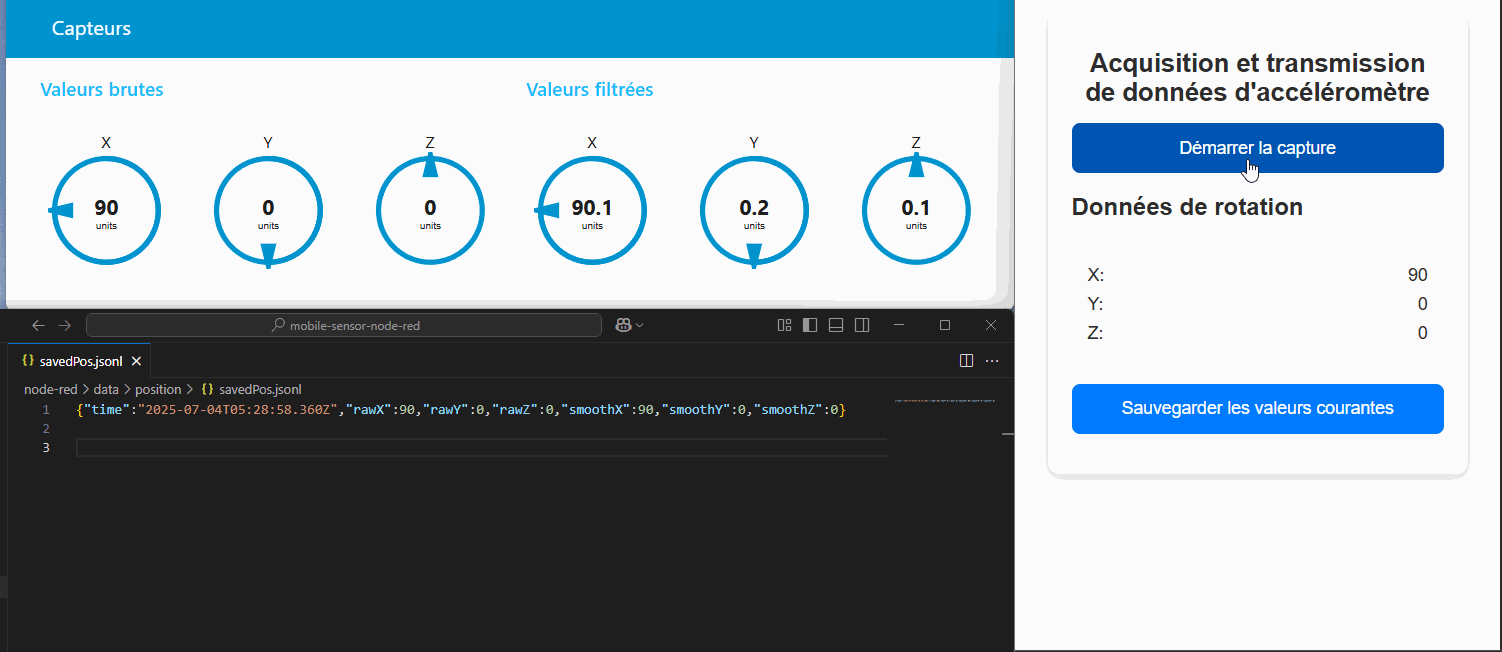 Capteurs
Valeurs brutes
Valeurs filtrées
X
Y
Z
X
Y
Z
90
units
0
units
0
units
90.1
units
0.2
units
0.1
units
mobile-sensor-node-red
{} savedPos.jsonl
node-red > data > position > {} savedPos.jsonl
1 {"time":"2025-07-04T05:28:58.360Z","rawX":90,"rawY":0,"rawZ":0,"smoothX":90,"smoothY":0,"smoothZ":0}
2
3
Acquisition et transmission
de données d'accéléromètre
Démarrer la capture
Données de rotation
X: 90
Y: 0
Z: 0
Sauvegarder les valeurs courantes